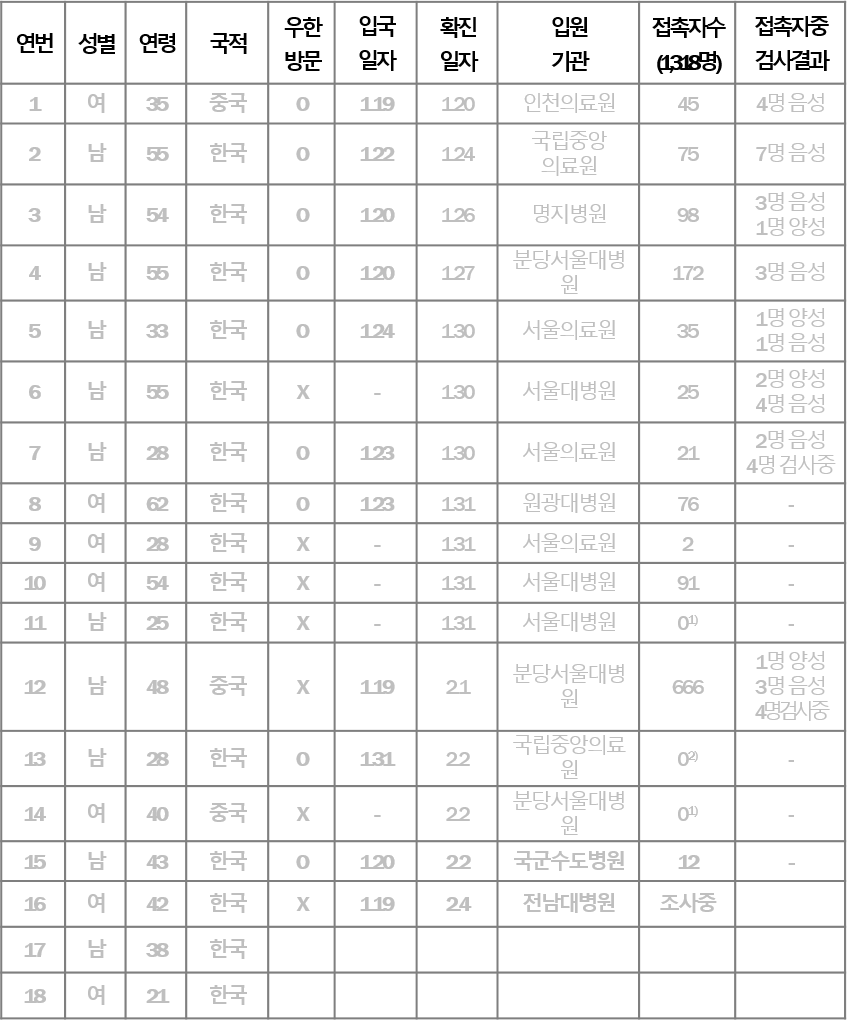 연번 성별 연령 국적 우한 방문 입국 일자 확진 일자 입원 기관 접촉자수 (1,318명) 접촉자중 검사결과
1 여 35 중국 O 1.19 1.20 인천의료원 45 4명 음성
2 남 55 한국 O 1.22 1.24 국립중앙 의료원 75 7명 음성
3 남 54 한국 O 1.20 1.26 명지병원 98 3명 음성 1명 양성
4 남 55 한국 O 1.20 1.27 분당서울대병원 172 3명 음성
5 남 33 한국 O 1.24 1.30 서울의료원 35 1명 양성 1명 음성
6 남 55 한국 X - 1.30 서울대병원 25 2명 양성 4명 음성
7 남 28 한국 O 1.23 1.30 서울의료원 21 2명 음성 4명 검사중
8 여 62 한국 O 1.23 1.31 원광대병원 76 -
9 여 28 한국 X - 1.31 서울의료원 2 -
10 여 54 한국 X - 1.31 서울대병원 91 -
11 남 25 한국 X - 1.31 서울대병원 0¹⁾ -
12 남 48 중국 X 1.19 2.1 분당서울대병원 666 1명 양성 3명 음성 4명검사중
13 남 28 한국 O 1.31 2.2 국립중앙의료원 0²⁾ -
14 여 40 중국 X - 2.2 분당서울대병원 0¹⁾ -
15 남 43 한국 O 1.20 2.2 국군수도병원 12 -
16 여 42 한국 X 1.19 2.4 전남대병원 조사중
17 남 38 한국
18 여 21 한국